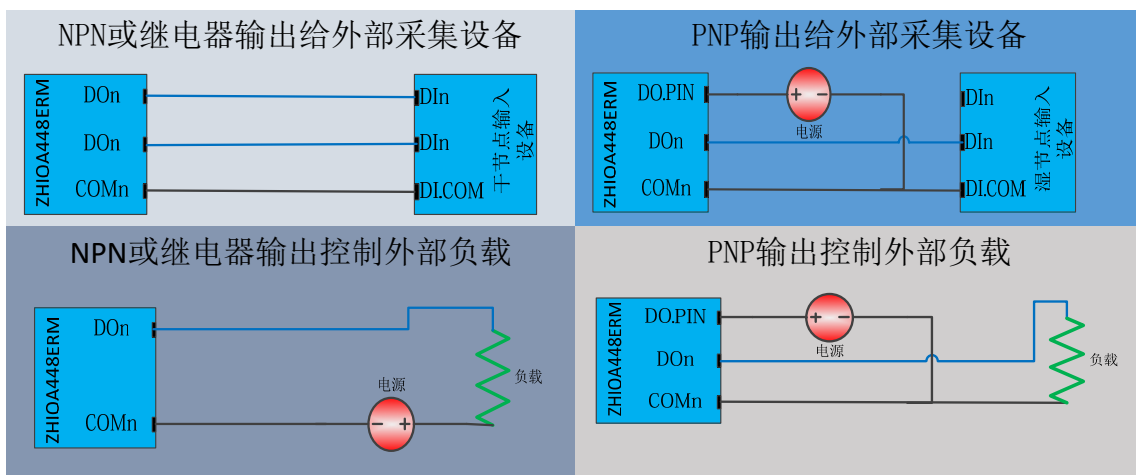 NPN或继电器输出给外部采集设备
ZHIOA448ERM
DOn
DOn
COMn
DIn
DIn
DI.COM
干节点输入
设备
PNP输出给外部采集设备
ZHIOA448ERM
DO.PIN
DOn
COMn
+ -
电源
DIn
DIn
DI.COM
湿节点输入
设备
NPN或继电器输出控制外部负载
ZHIOA448ERM
DOn
COMn
电源
- +
负载
PNP输出控制外部负载
ZHIOA448ERM
DO.PIN
DOn
COMn
+ -
电源
负载